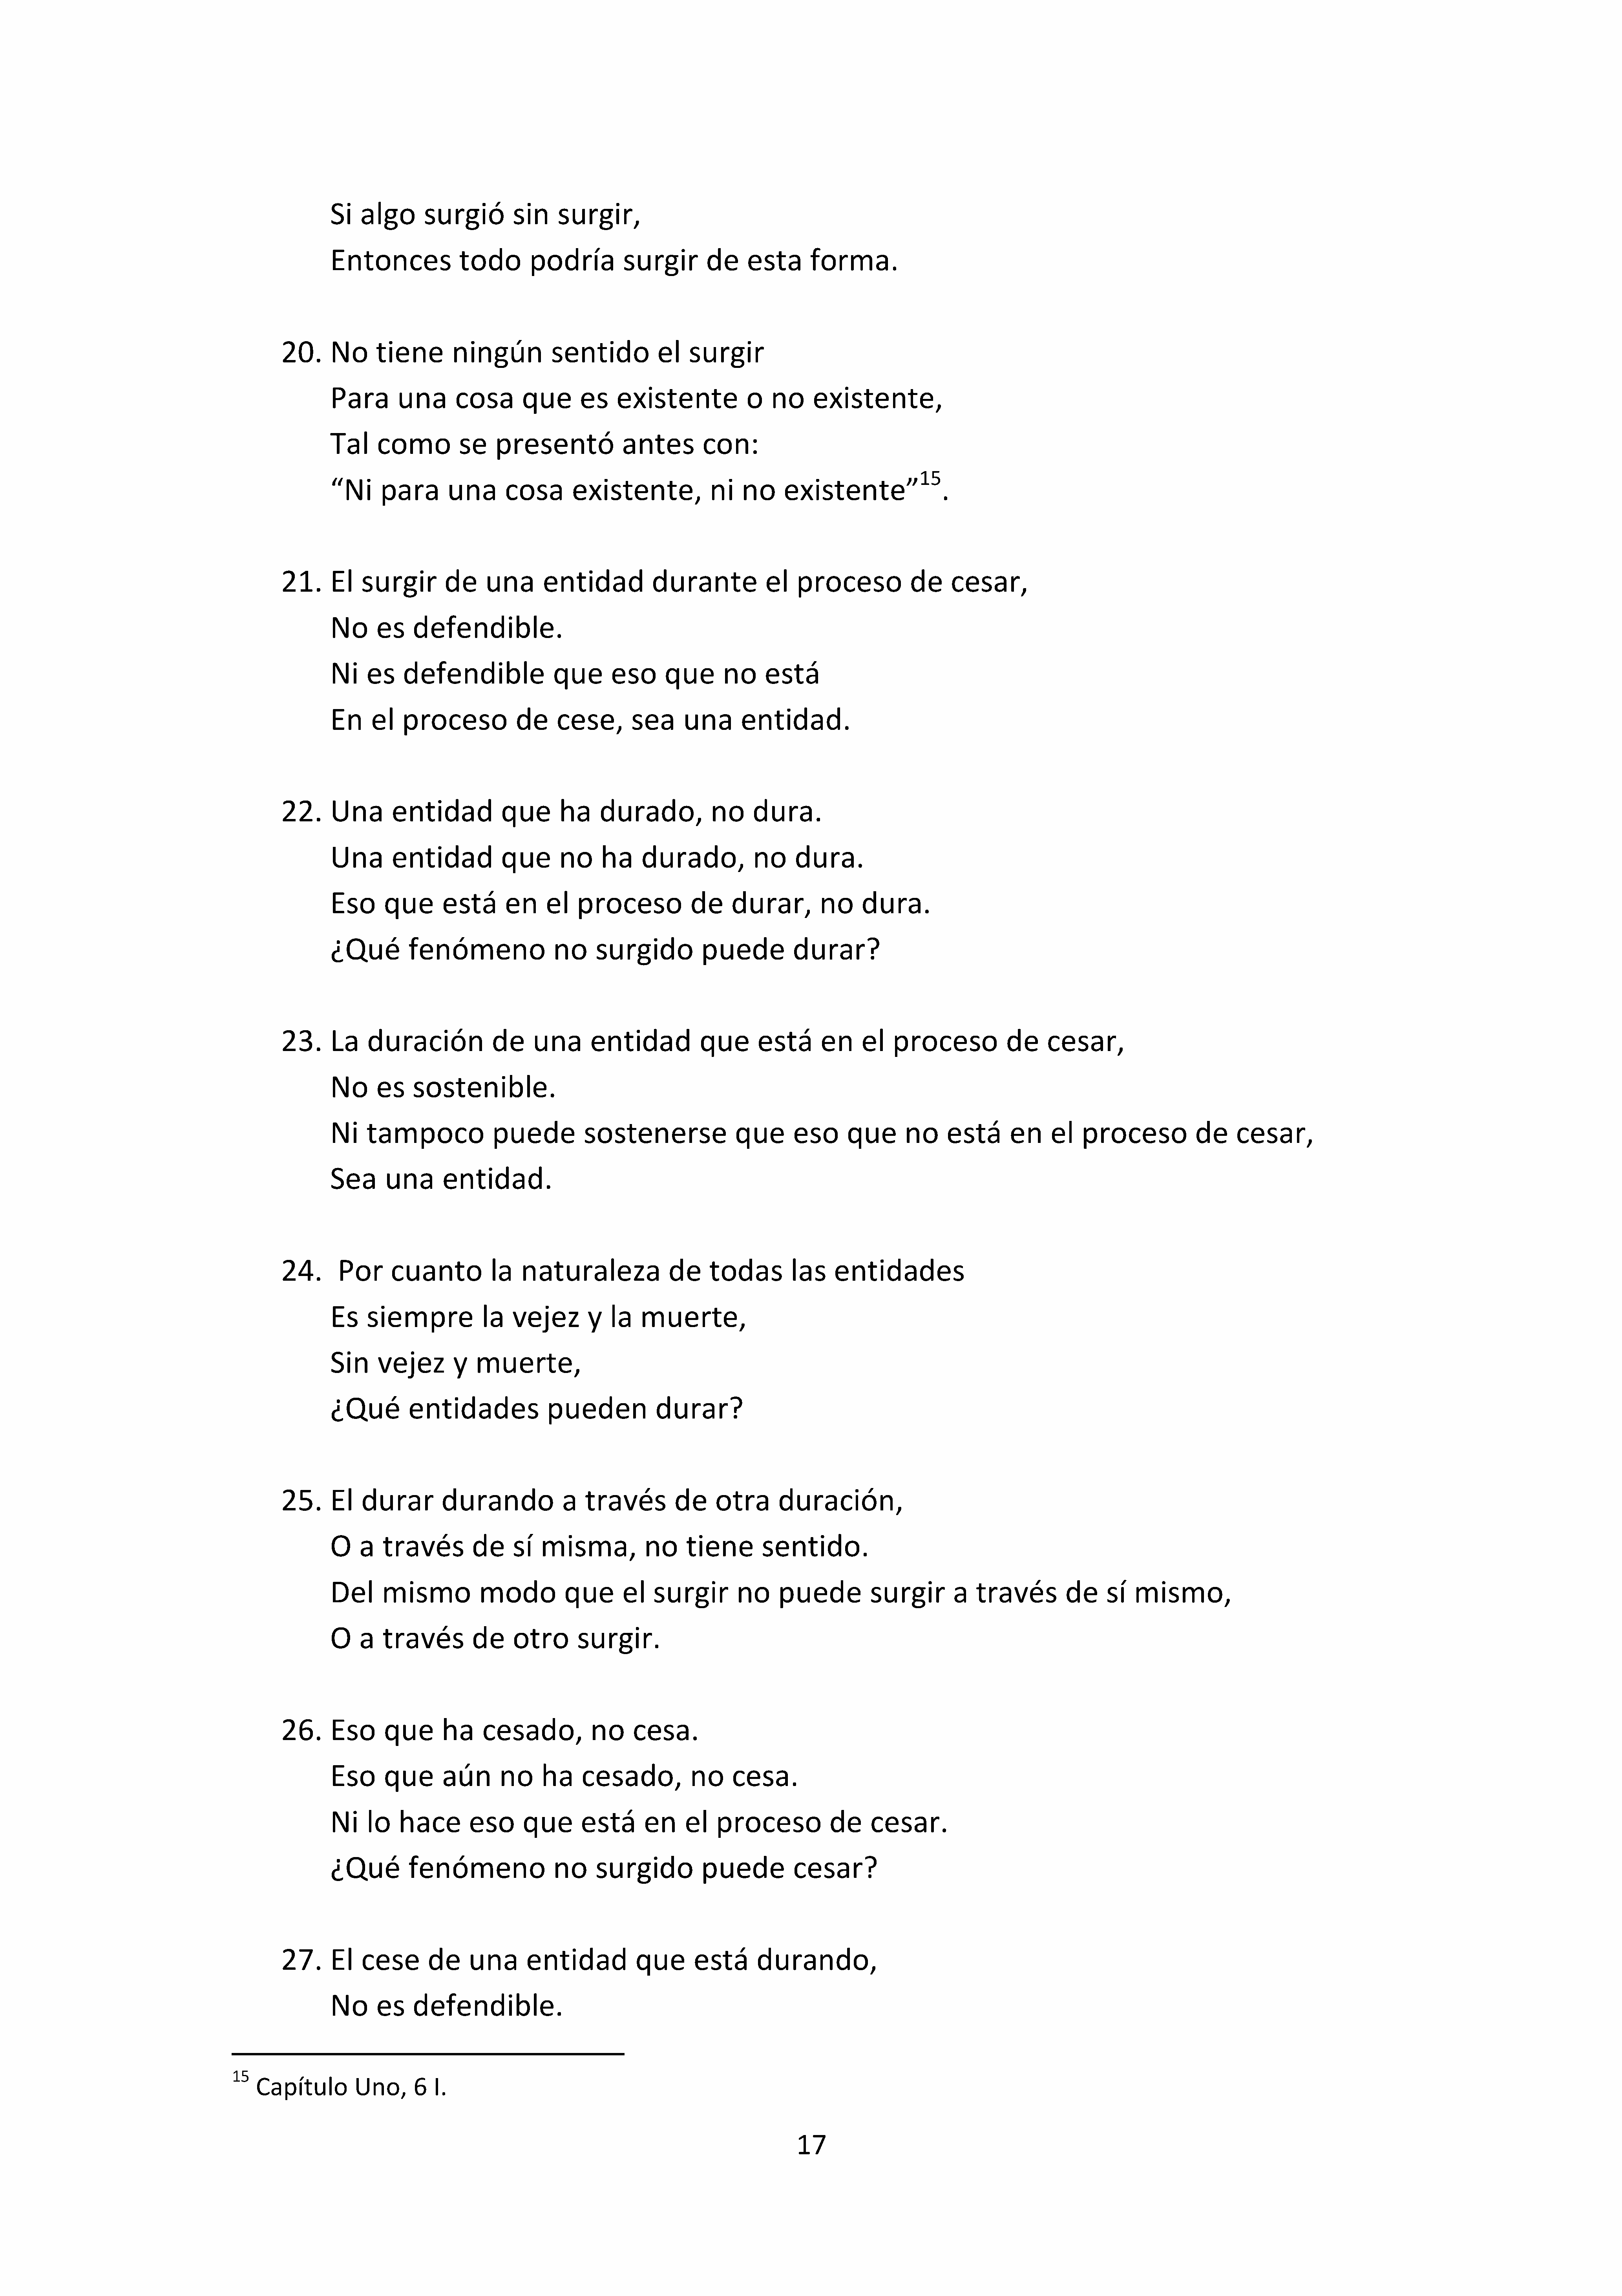 Si algo surgió sin surgir,
Entonces todo podría surgir de esta forma.
20. No tiene ningún sentido el surgir
Para una cosa que es existente o no existente,
Tal como se presentó antes con:
“Ni para una cosa existente, ni no existente”15.
21. El surgir de una entidad durante el proceso de cesar,
No es defendible.
Ni es defendible que eso que no está
En el proceso de cese, sea una entidad.
22. Una entidad que ha durado, no dura.
Una entidad que no ha durado, no dura.
Eso que está en el proceso de durar, no dura.
¿Qué fenómeno no surgido puede durar?
23. La duración de una entidad que está en el proceso de cesar,
No es sostenible.
Ni tampoco puede sostenerse que eso que no está en el proceso de cesar,
Sea una entidad.
24. Por cuanto la naturaleza de todas las entidades
Es siempre la vejez y la muerte,
Sin vejez y muerte,
¿Qué entidades pueden durar?
25. El durar durando a través de otra duración,
O a través de sí misma, no tiene sentido.
Del mismo modo que el surgir no puede surgir a través de sí mismo,
O a través de otro surgir.
26. Eso que ha cesado, no cesa.
Eso que aún no ha cesado, no cesa.
Ni lo hace eso que está en el proceso de cesar.
¿Qué fenómeno no surgido puede cesar?
27. El cese de una entidad que está durando,
No es defendible.
15 Capítulo Uno, 6 I.
17